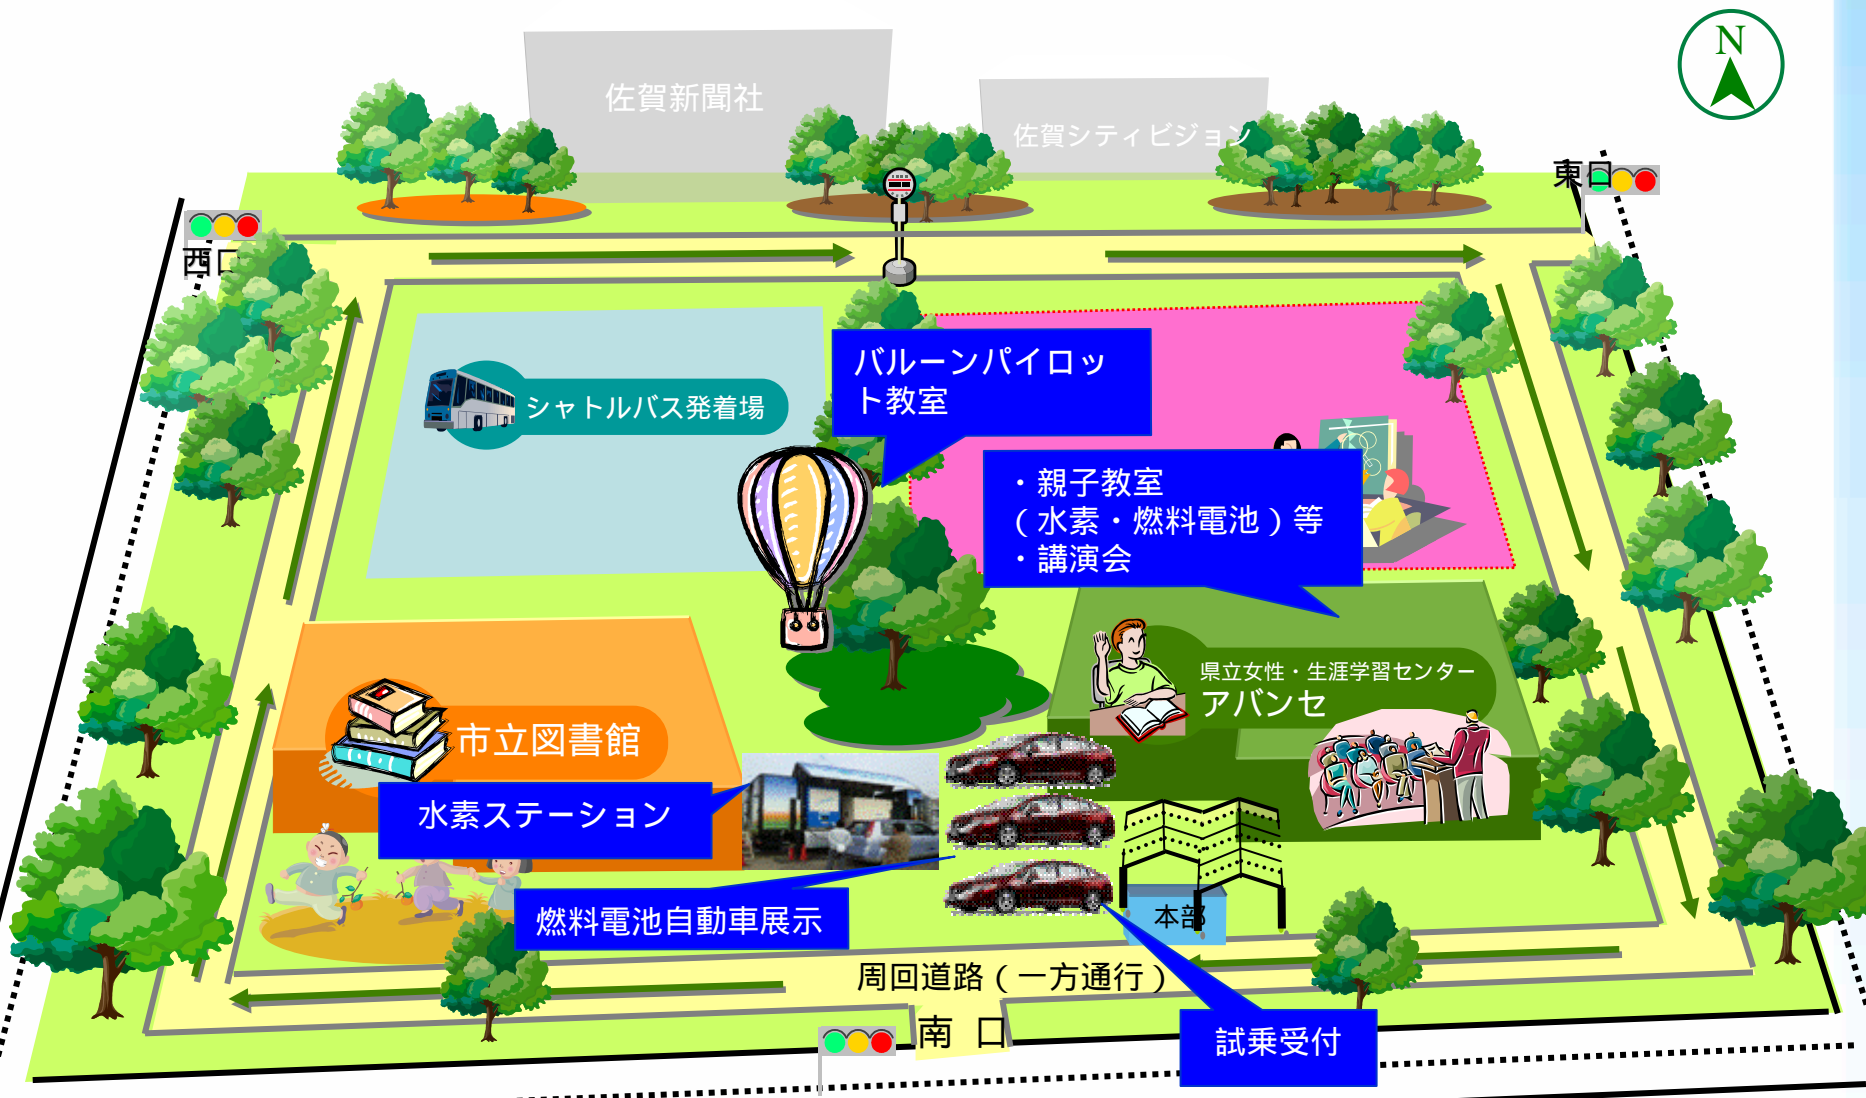 佐賀新聞社
N
佐賀シティビジョン
東口
西口
バルーンパイロッ
ト教室
シャトルバス発着場
・親子教室
（水素・燃料電池）等
・講演会
県立女性・生涯学習センター
アバンセ
市立図書館
水素ステーション
燃料電池自動車展示
本部
周回道路（一方通行）
南 口
試乗受付